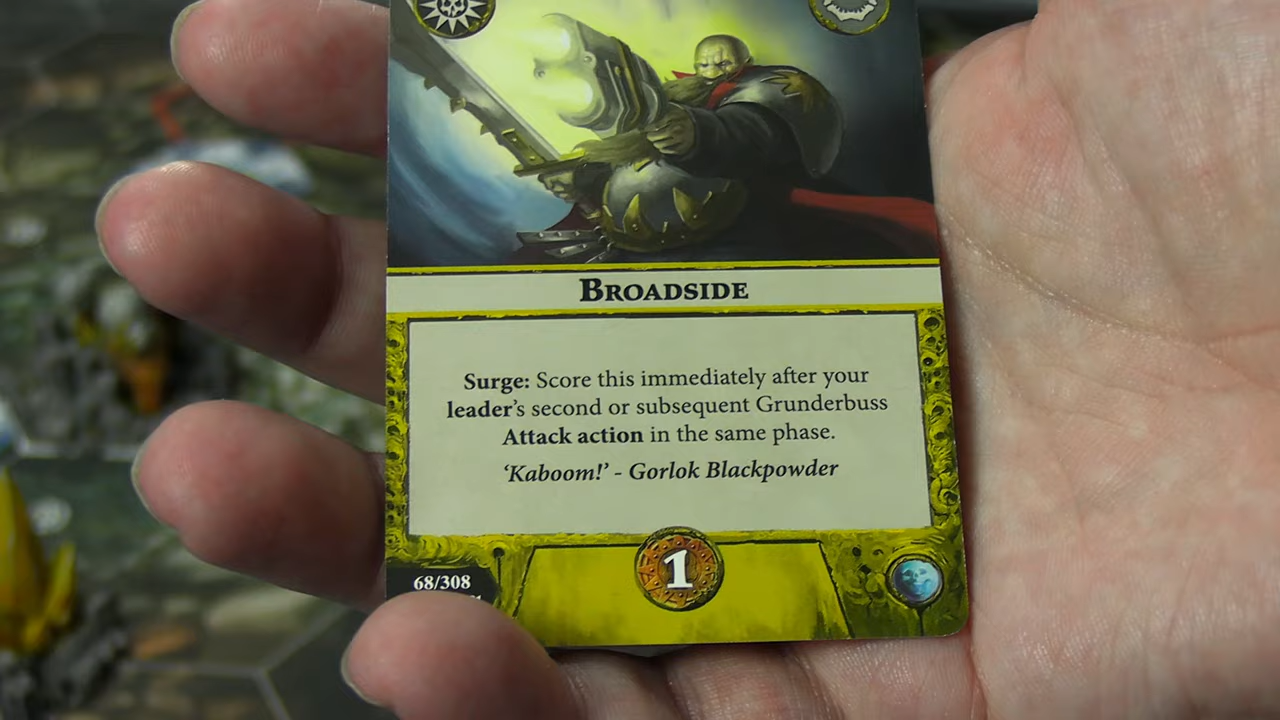 BROADSIDE
Surge: Score this immediately after your
leader's second or subsequent Grunderbuss
Attack action in the same phase.
'Kaboom!' - Gorlok Blackpowder
1
68/308